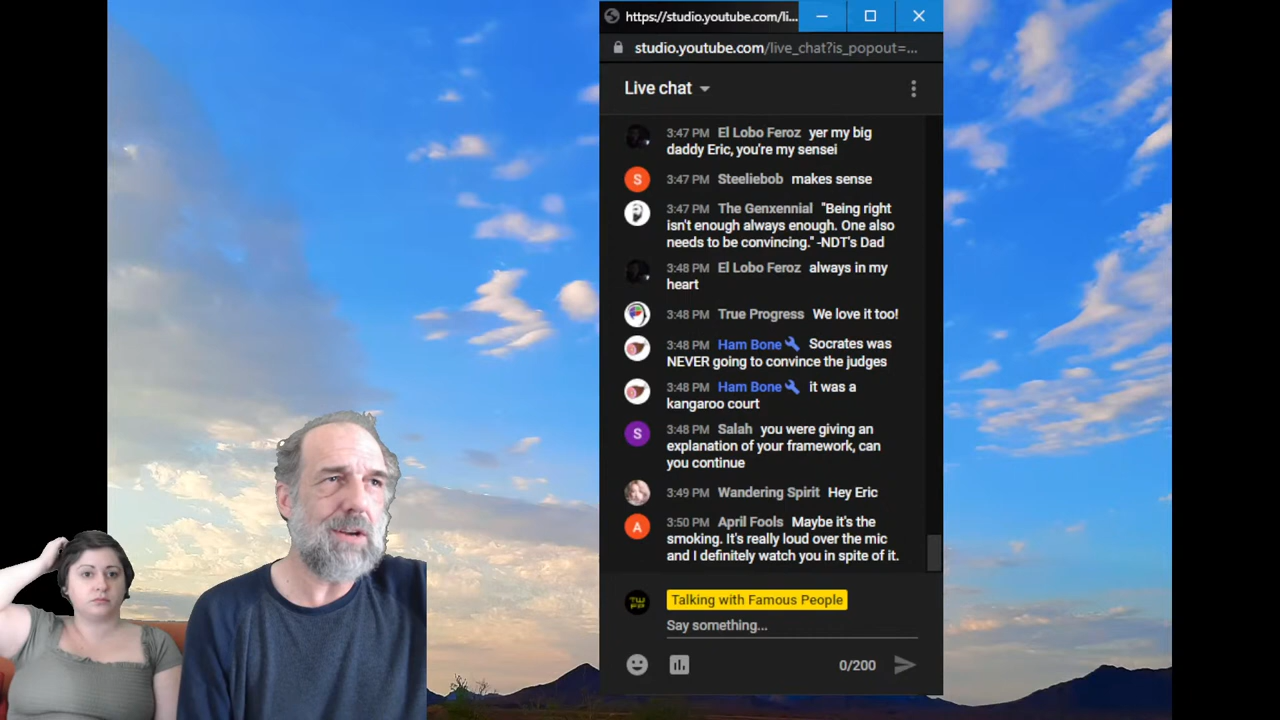 https://studio.youtube.com/li...
studio.youtube.com/live_chat?is_popout=...
Live chat
3:47 PM El Lobo Feroz yer my big
daddy Eric, you're my sensei
S 3:47 PM Steeliebob makes sense
3:47 PM The Genxennial "Being right
isn't enough always enough. One also
needs to be convincing." -NDT's Dad
3:48 PM El Lobo Feroz always in my
heart
3:48 PM True Progress We love it too!
3:48 PM Ham Bone Socrates was
NEVER going to convince the judges
3:48 PM Ham Bone it was a
kangaroo court
S 3:48 PM Salah you were giving an
explanation of your framework, can
you continue
3:49 PM Wandering Spirit Hey Eric
A 3:50 PM April Fools Maybe it's the
smoking. It's really loud over the mic
and I definitely watch you in spite of it.
TW
FP Talking with Famous People
Say something...
0/200